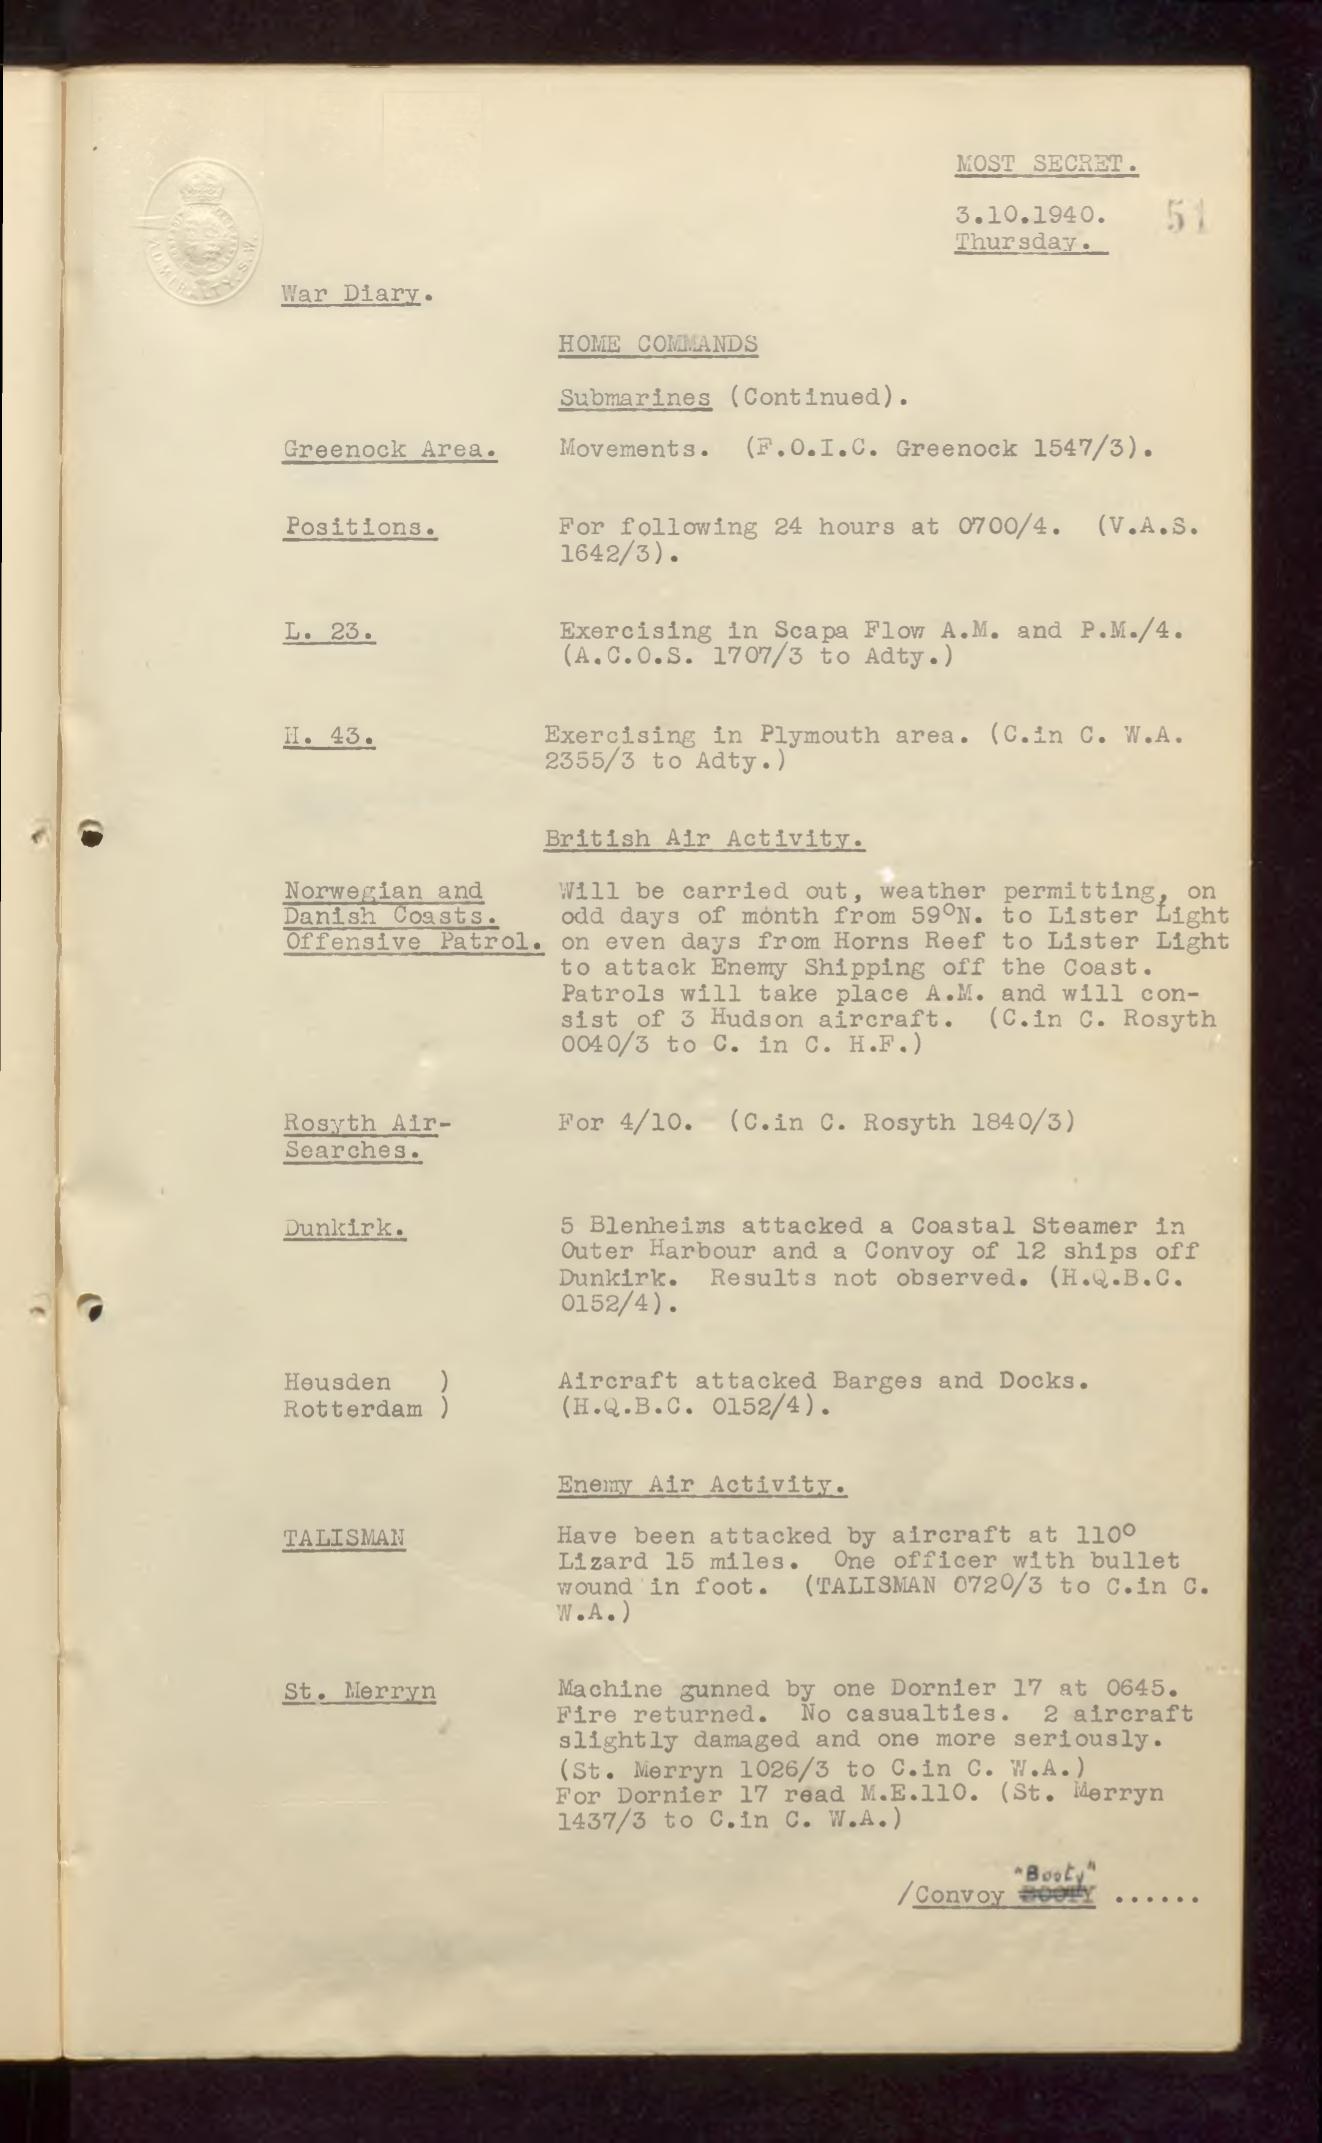 MOST SECRET.
3.10.1940.
51
Thursday.
ADMIRALTY. S.W.
War Diary.
HOME COMMANDS
Submarines (Continued).
Greenock Area. Movements. (F.O.I.C. Greenock 1547/3).
Positions. For following 24 hours at 0700/4. (V.A.S.
1642/3).
L. 23. Exercising in Scapa Flow A.M. and P.M./4.
(A.C.O.S. 1707/3 to Adty.)
H. 43. Exercising in Plymouth area. (C.in C. W.A.
2355/3 to Adty.)
British Air Activity.
Norwegian and Will be carried out, weather permitting, on
Danish Coasts. odd days of month from 59°N. to Lister Light
Offensive Patrol. on even days from Horns Reef to Lister Light
to attack Enemy Shipping off the Coast.
Patrols will take place A.M. and will con-
sist of 3 Hudson aircraft. (C.in C. Rosyth
0040/3 to C. in C. H.F.)
Rosyth Air- For 4/10. (C.in C. Rosyth 1840/3)
Searches.
Dunkirk. 5 Blenheims attacked a Coastal Steamer in
Outer Harbour and a Convoy of 12 ships off
Dunkirk. Results not observed. (H.Q.B.C.
0152/4).
Heusden ) Aircraft attacked Barges and Docks.
Rotterdam ) (H.Q.B.C. 0152/4).
Enemy Air Activity.
TALISMAN Have been attacked by aircraft at 110°
Lizard 15 miles. One officer with bullet
wound in foot. (TALISMAN 0720/3 to C.in C.
W.A.)
St. Merryn Machine gunned by one Dornier 17 at 0645.
Fire returned. No casualties. 2 aircraft
slightly damaged and one more seriously.
(St. Merryn 1026/3 to C.in C. W.A.)
For Dornier 17 read M.E.110. (St. Merryn
1437/3 to C.in C. W.A.)
"Booty"
/Convoy BOOTY ......